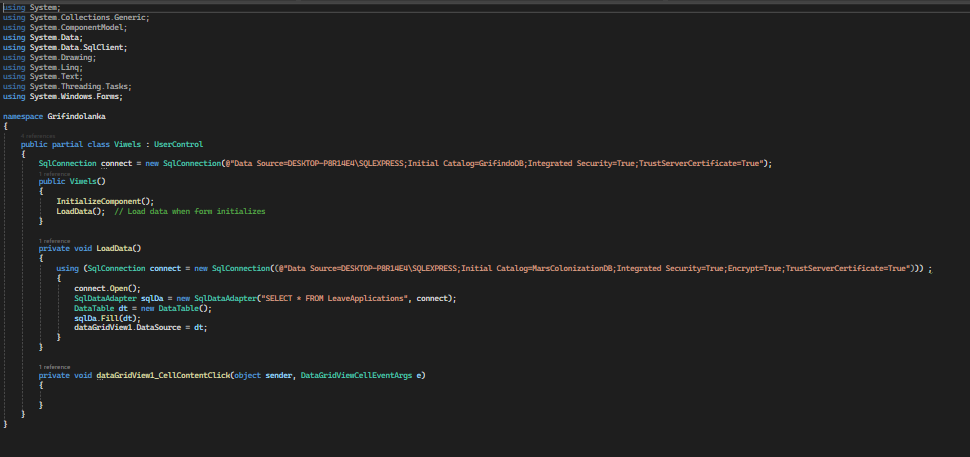 using System;
using System.Collections.Generic;
using System.ComponentModel;
using System.Data;
using System.Data.SqlClient;
using System.Drawing;
using System.Linq;
using System.Text;
using System.Threading.Tasks;
using System.Windows.Forms;
namespace Grifindolanka
{
4 references
public partial class Viwels : UserControl
{
SqlConnection connect = new SqlConnection(@"Data Source=DESKTOP-P8R14E4\SQLEXPRESS;Initial Catalog=GrifindoDB;Integrated Security=True;TrustServerCertificate=True");
1 reference
public Viwels()
{
InitializeComponent();
LoadData();  // Load data when form initializes
}
1 reference
private void LoadData()
{
using (SqlConnection connect = new SqlConnection((@"Data Source=DESKTOP-P8R14E4\SQLEXPRESS;Initial Catalog=MarsColonizationDB;Integrated Security=True;Encrypt=True;TrustServerCertificate=True"))) ;
{
connect.Open();
SqlDataAdapter sqlDa = new SqlDataAdapter("SELECT * FROM LeaveApplications", connect);
DataTable dt = new DataTable();
sqlDa.Fill(dt);
dataGridView1.DataSource = dt;
}
}
1 reference
private void dataGridView1_CellContentClick(object sender, DataGridViewCellEventArgs e)
{
}
}
}